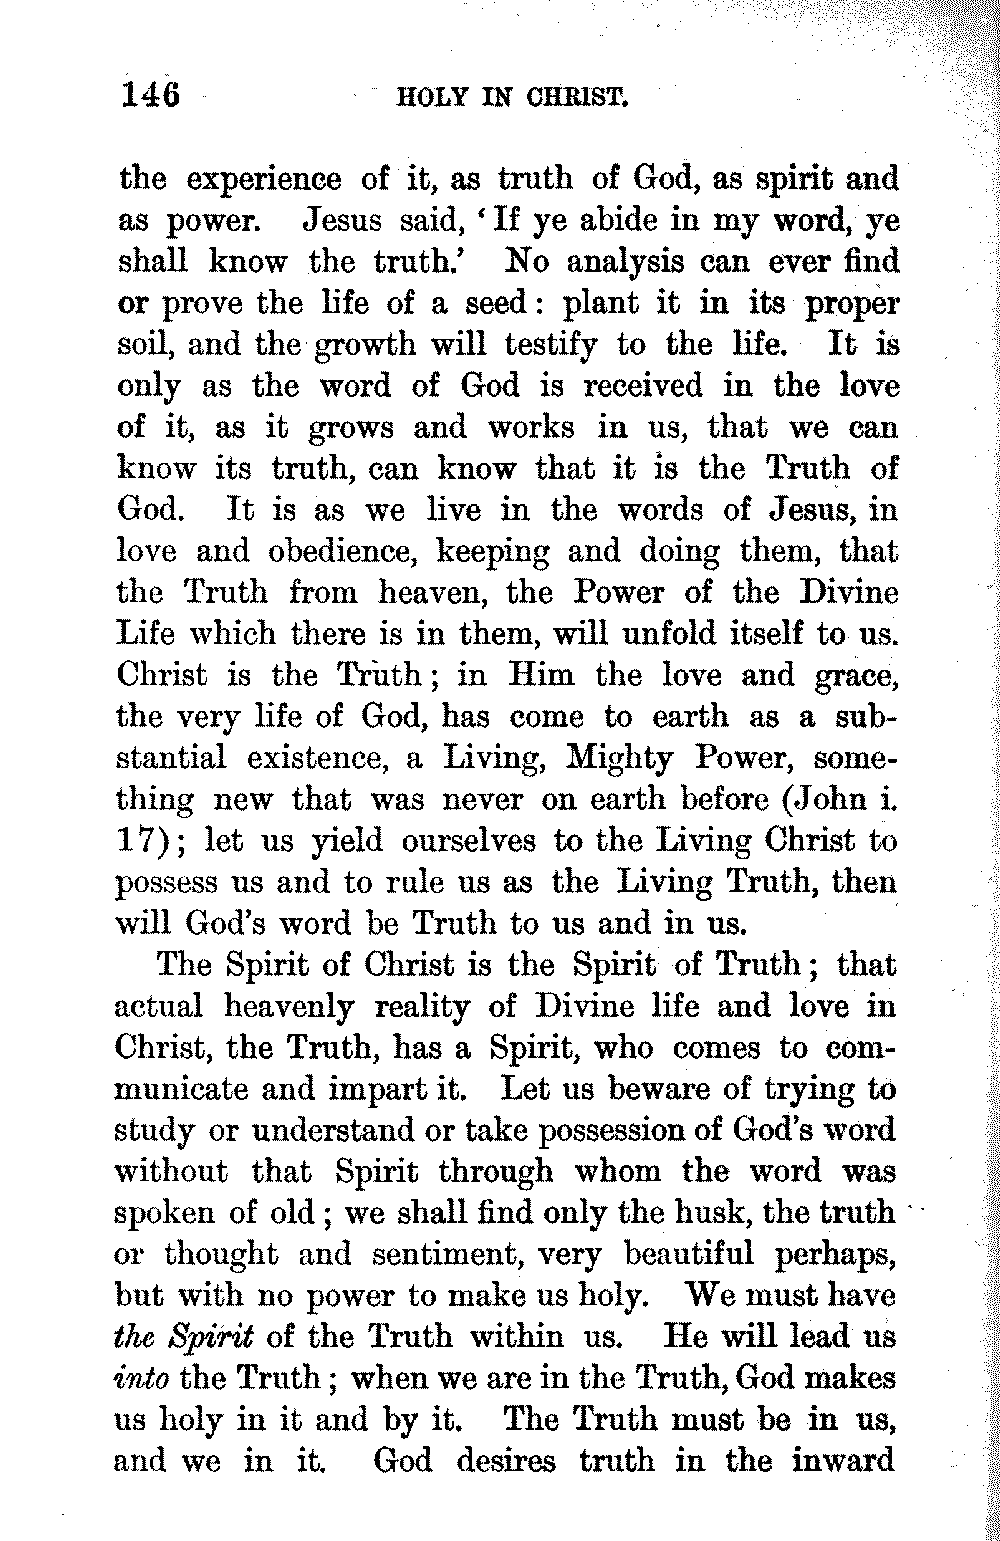 146 HOLY IN CHRIST.
the experience of it, as truth of God, as spirit and
as power. Jesus said, ‘If ye abide in my word, ye
shall know the truth.’ No analysis can ever find
or prove the life of a seed: plant it in its proper
soil, and the growth will testify to the life. It is
only as the word of God is received in the love
of it, as it grows and works in us, that we can
know its truth, can know that it is the Truth of
God. It is as we live in the words of Jesus, in
love and obedience, keeping and doing them, that
the Truth from heaven, the Power of the Divine
Life which there is in them, will unfold itself to us.
Christ is the Truth; in Him the love and grace,
the very life of God, has come to earth as a sub-
stantial existence, a Living, Mighty Power, some-
thing new that was never on earth before (John i.
17); let us yield ourselves to the Living Christ to
possess us and to rule us as the Living Truth, then
will God’s word be Truth to us and in us.
The Spirit of Christ is the Spirit of Truth; that
actual heavenly reality of Divine life and love in
Christ, the Truth, has a Spirit, who comes to com-
municate and impart it. Let us beware of trying to
study or understand or take possession of God’s word
without that Spirit through whom the word was
spoken of old; we shall find only the husk, the truth
or thought and sentiment, very beautiful perhaps,
but with no power to make us holy. We must have
the Spirit of the Truth within us. He will lead us
into the Truth; when we are in the Truth, God makes
us holy in it and by it. The Truth must be in us,
and we in it. God desires truth in the inward